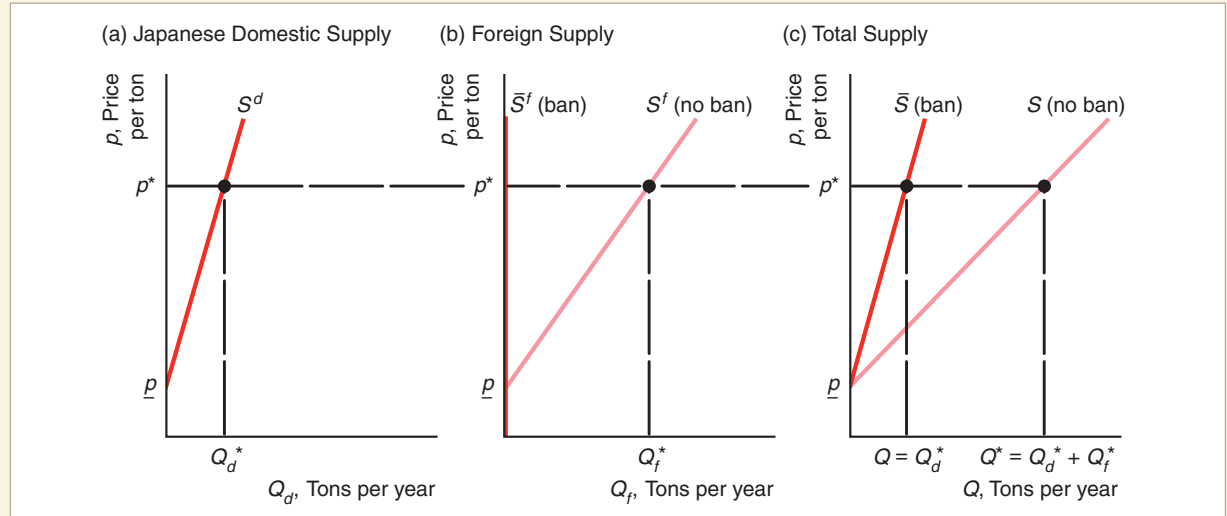 (a) Japanese Domestic Supply
p, Price
per ton
S^d
p*
p̲
Q_d*
Q_d, Tons per year
(b) Foreign Supply
p, Price
per ton
S̄^f (ban)
S^f (no ban)
p*
p̲
Q_f*
Q_f, Tons per year
(c) Total Supply
p, Price
per ton
S̄ (ban)
S (no ban)
p*
p̲
Q = Q_d*
Q* = Q_d* + Q_f*
Q, Tons per year